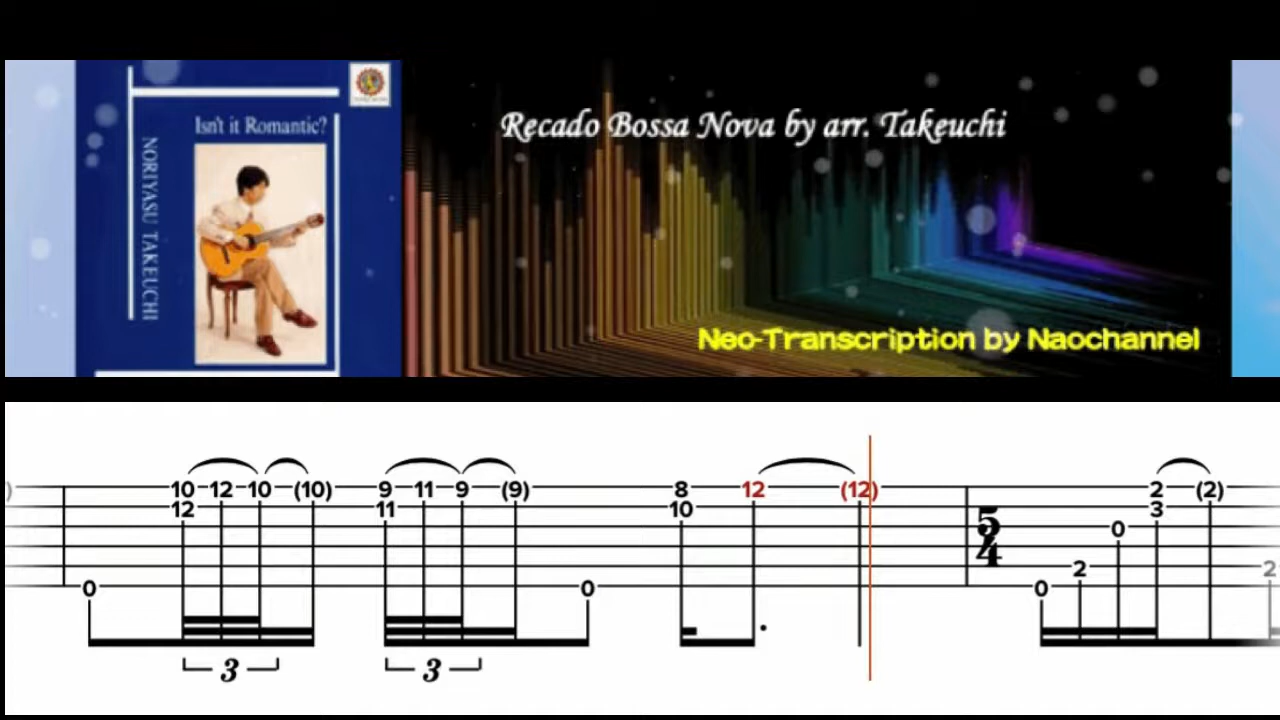 Isn't it Romantic?
NORIYASU TAKEUCHI
Recado Bossa Nova by arr. Takeuchi
Neo-Transcription by Naochannel
) 10 12 10 (10) 9 11 9 (9) 8 12 (12) 2 (2)
12 11 10 3
5 0
4
2 2
0 0 0
3 3